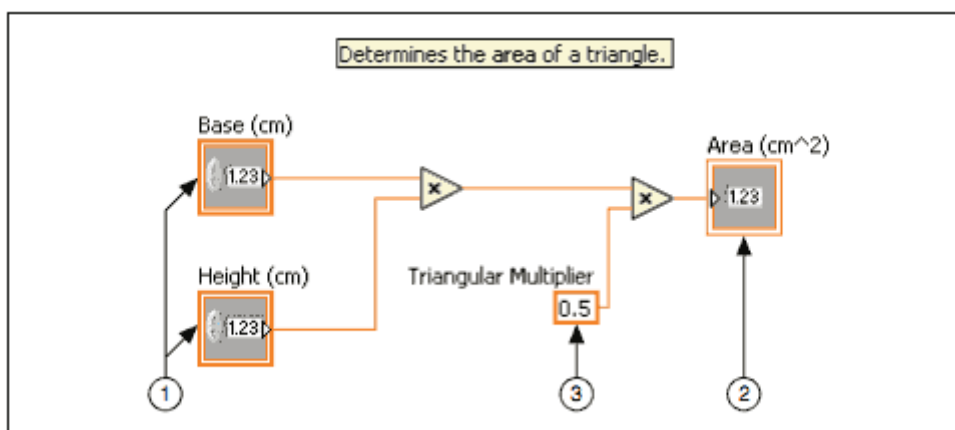 Determines the area of a triangle.
Base (cm)
1.23
×
×
Area (cm^2)
1.23
Height (cm)
1.23
Triangular Multiplier
0.5
1
3
2